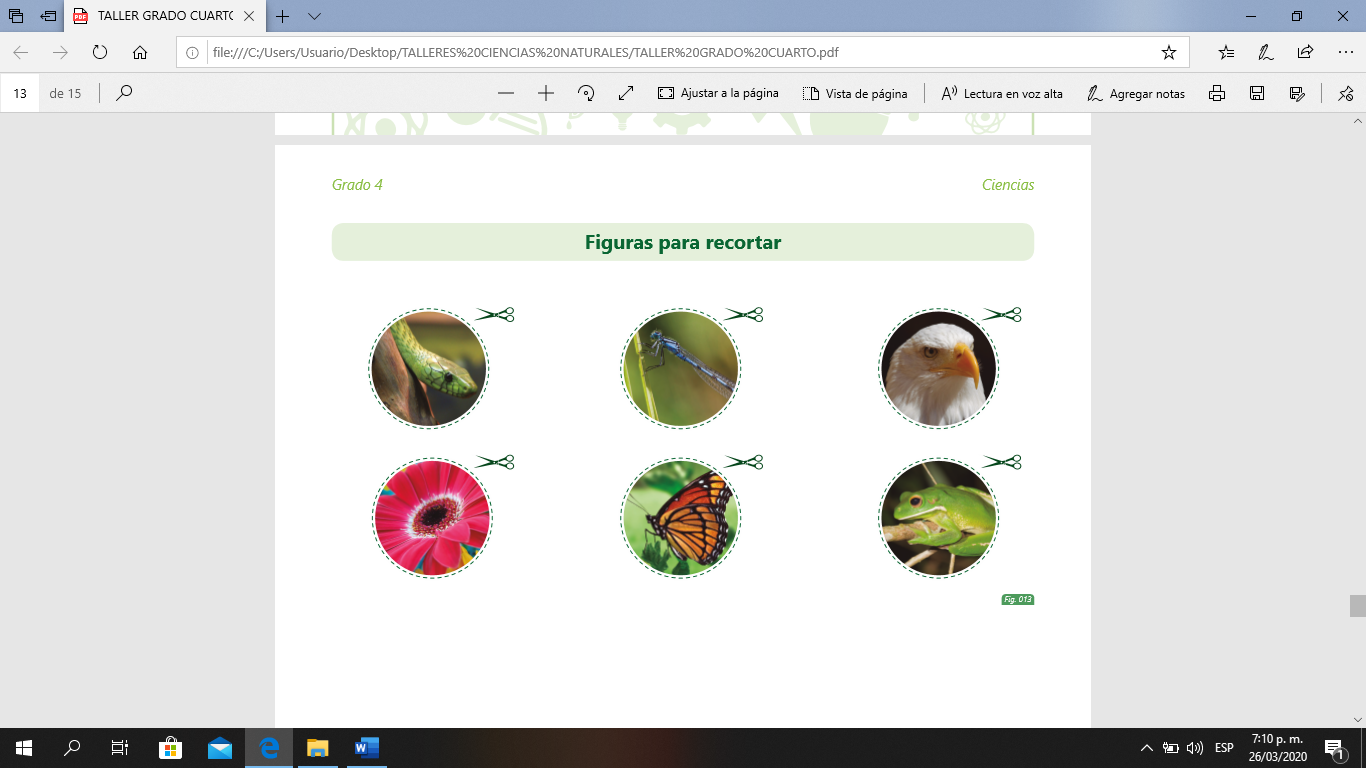 TALLER GRADO CUARTO
file:///C:/Users/Usuario/Desktop/TALLERES%20CIENCIAS%20NATURALES/TALLER%20GRADO%20CUARTO.pdf
13 de 15 Ajustar a la página Vista de página Lectura en voz alta Agregar notas
Grado 4 Ciencias
Figuras para recortar
Fig. 013
ESP 7:10 p. m.
26/03/2020
1